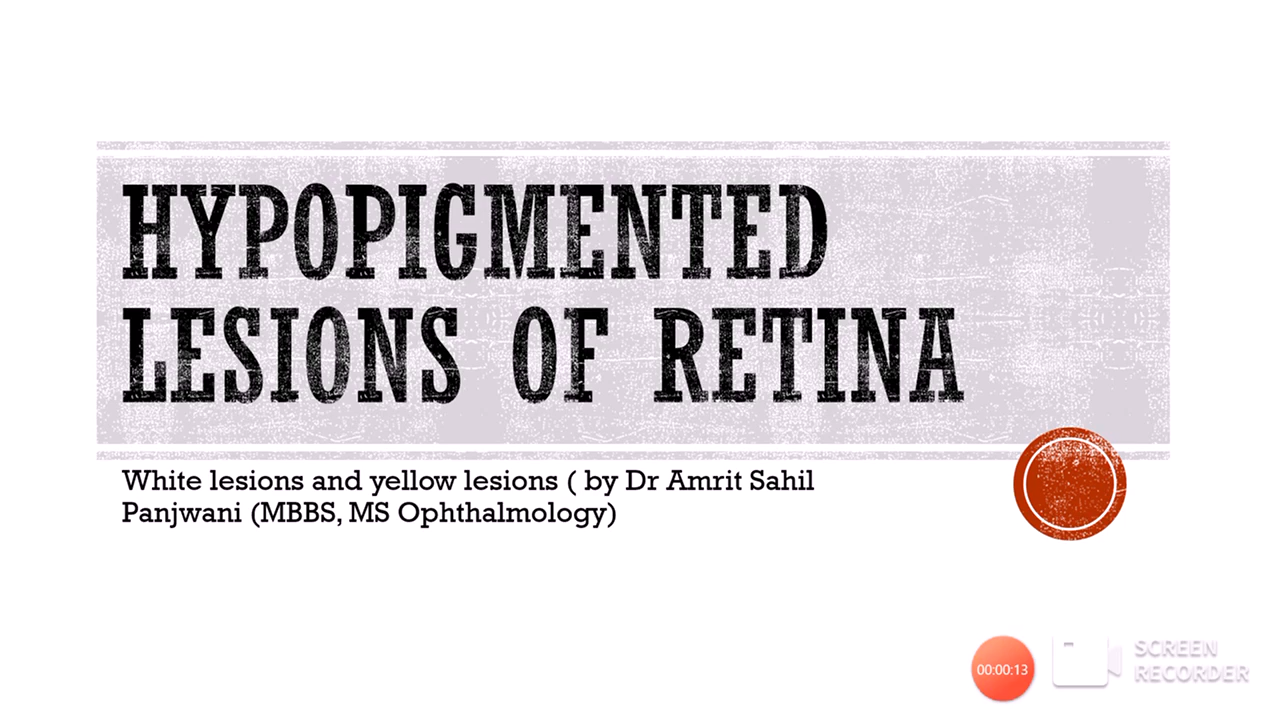 HYPOPIGMENTED
LESIONS OF RETINA
White lesions and yellow lesions ( by Dr Amrit Sahil
Panjwani (MBBS, MS Ophthalmology)
00:00:13
SCREEN
RECORDER